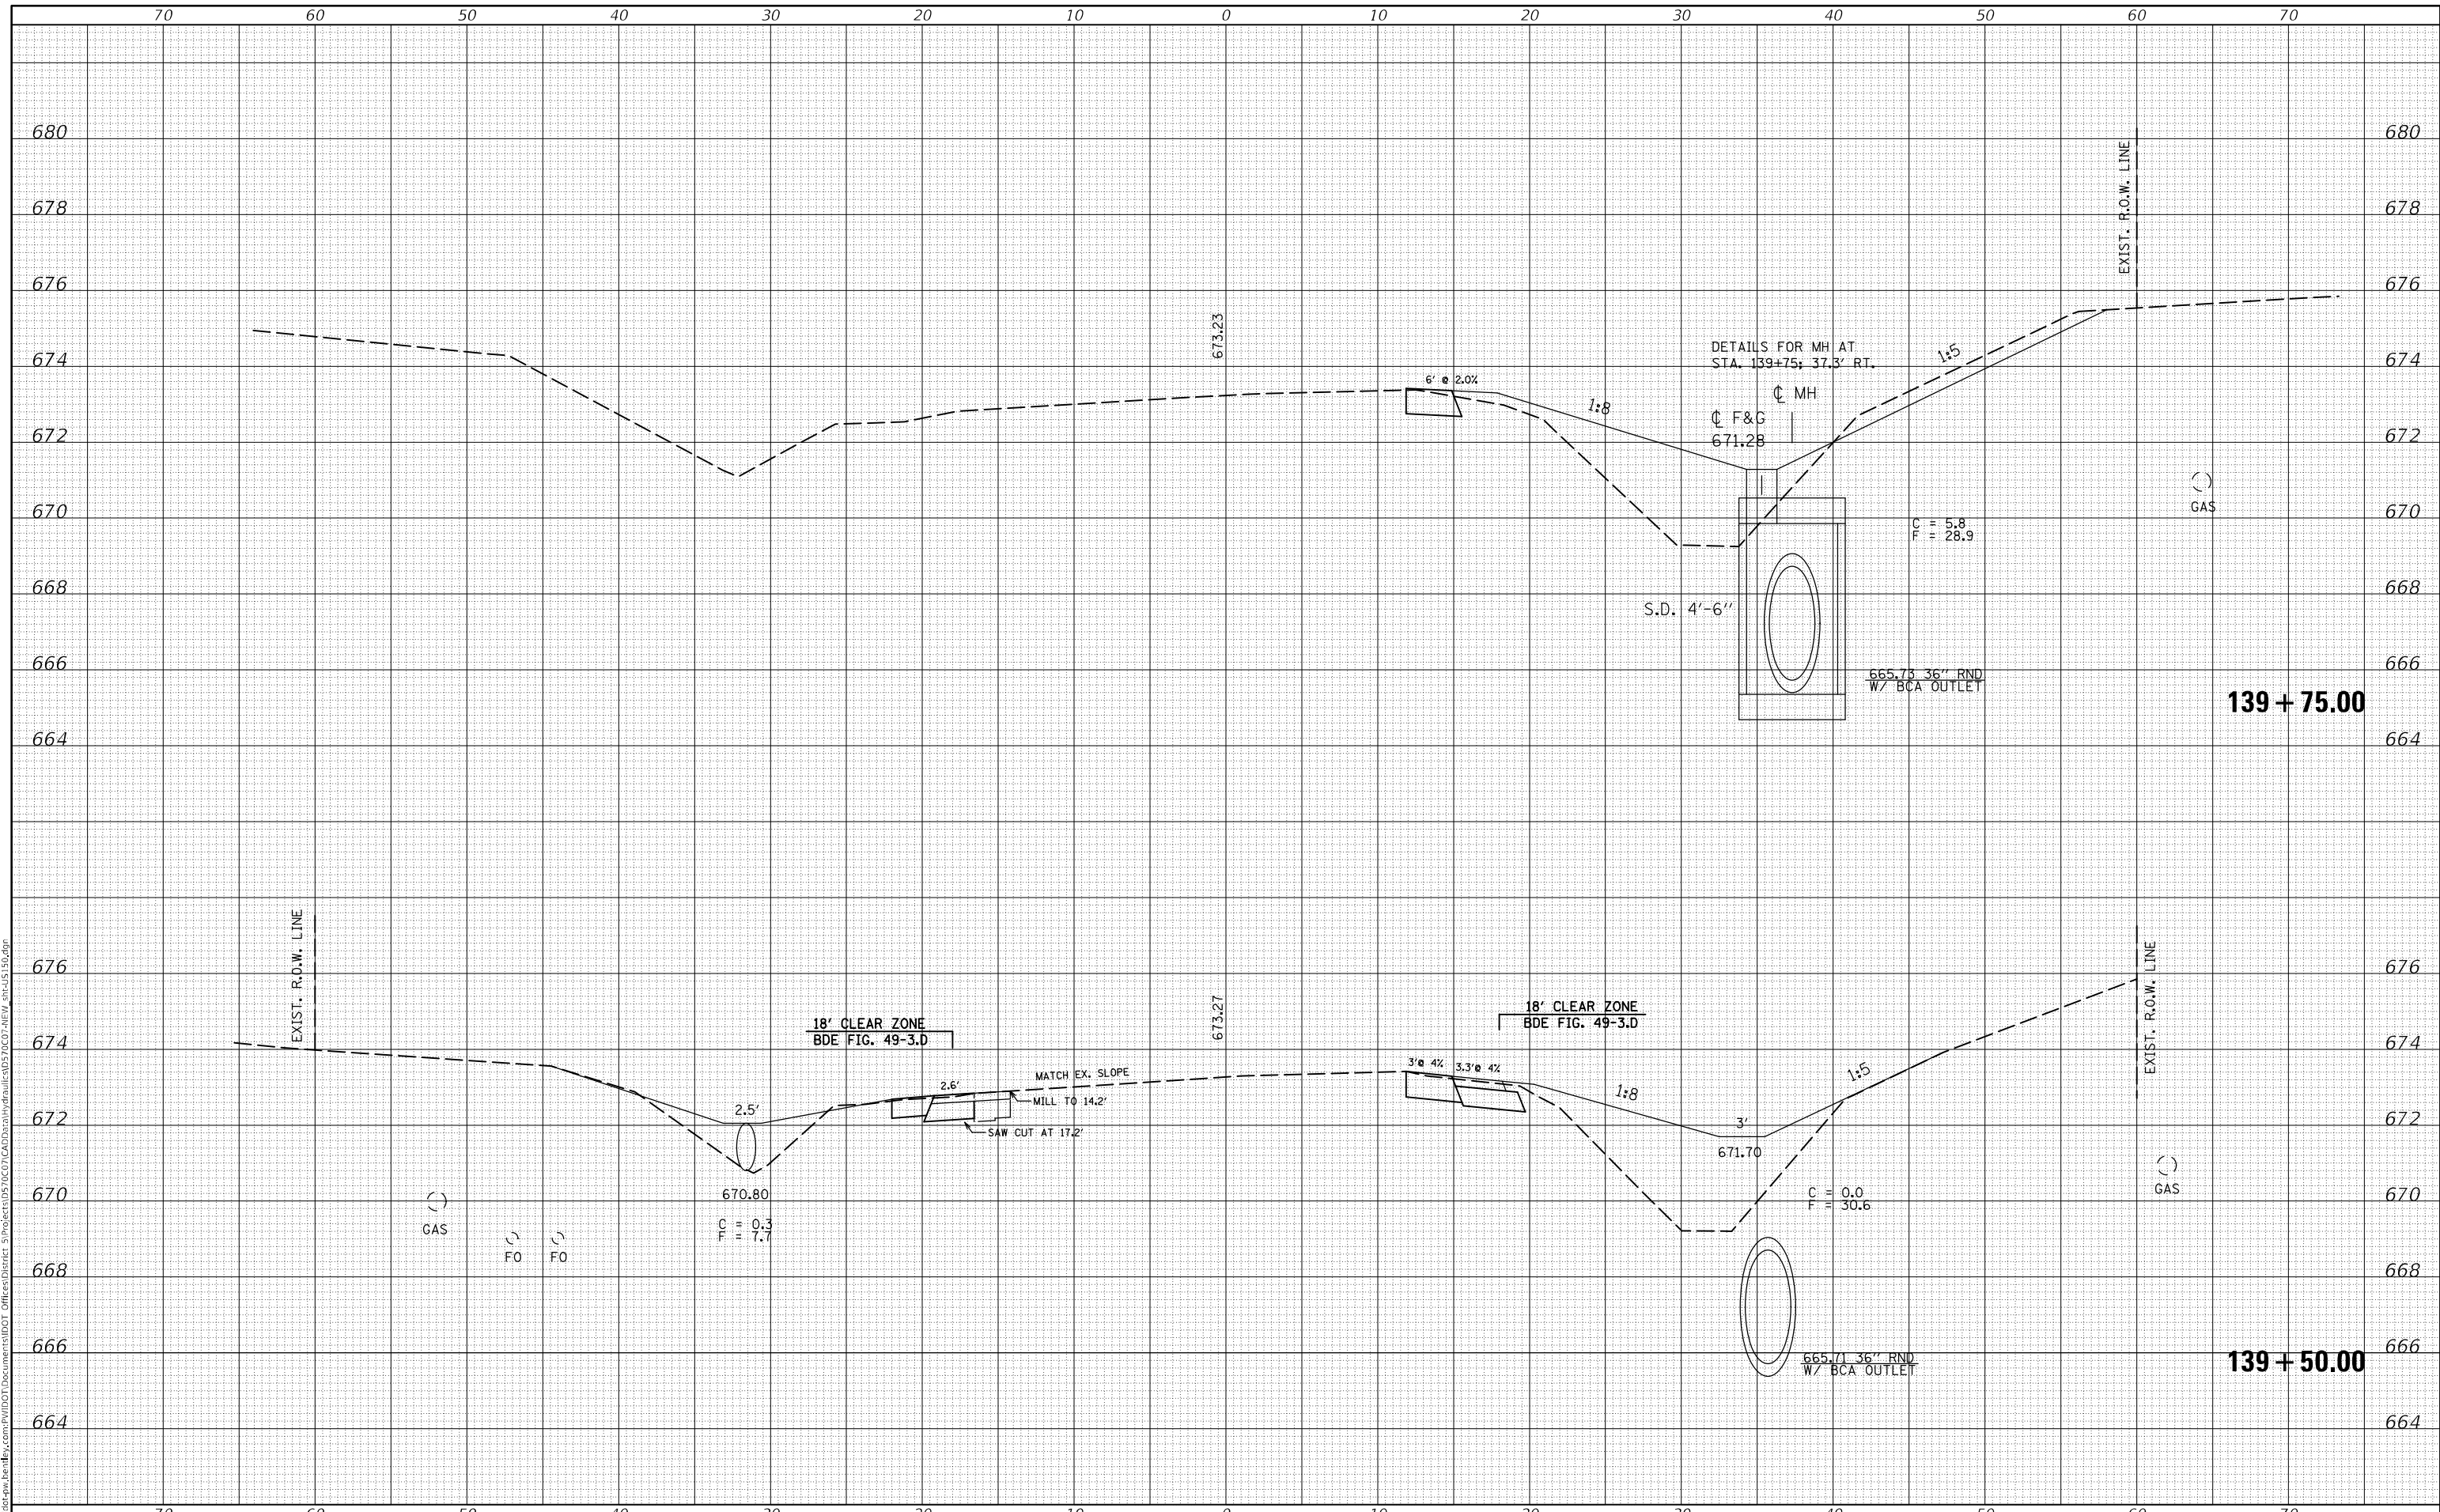 70 60 50 40 30 20 10 0 10 20 30 40 50 60 70
680 680
EXIST. R.O.W. LINE
678 678
676 676
673.23
674 674
DETAILS FOR MH AT
STA. 139+75; 37.3' RT.
1:5
6' @ 2.0%
1:8
℄ MH
℄ F&G
671.28
672 672
GAS
670 670
C = 5.8
F = 28.9
668 668
S.D. 4'-6''
666 666
665.73 36'' RND
W/ BCA OUTLET
139 + 75.00
664 664
EXIST. R.O.W. LINE
EXIST. R.O.W. LINE
676 676
673.27
18' CLEAR ZONE
BDE FIG. 49-3.D
18' CLEAR ZONE
BDE FIG. 49-3.D
674 674
MATCH EX. SLOPE
3'@ 4% 3.3'@ 4%
2.6'
1:8
1:5
MILL TO 14.2'
2.5'
3'
672 672
SAW CUT AT 17.2'
671.70
GAS
670 670
670.80
C = 0.0
F = 30.6
GAS
C = 0.3
F = 7.7
FO FO
668 668
666 666
665.71 36'' RND
W/ BCA OUTLET
139 + 50.00
664 664